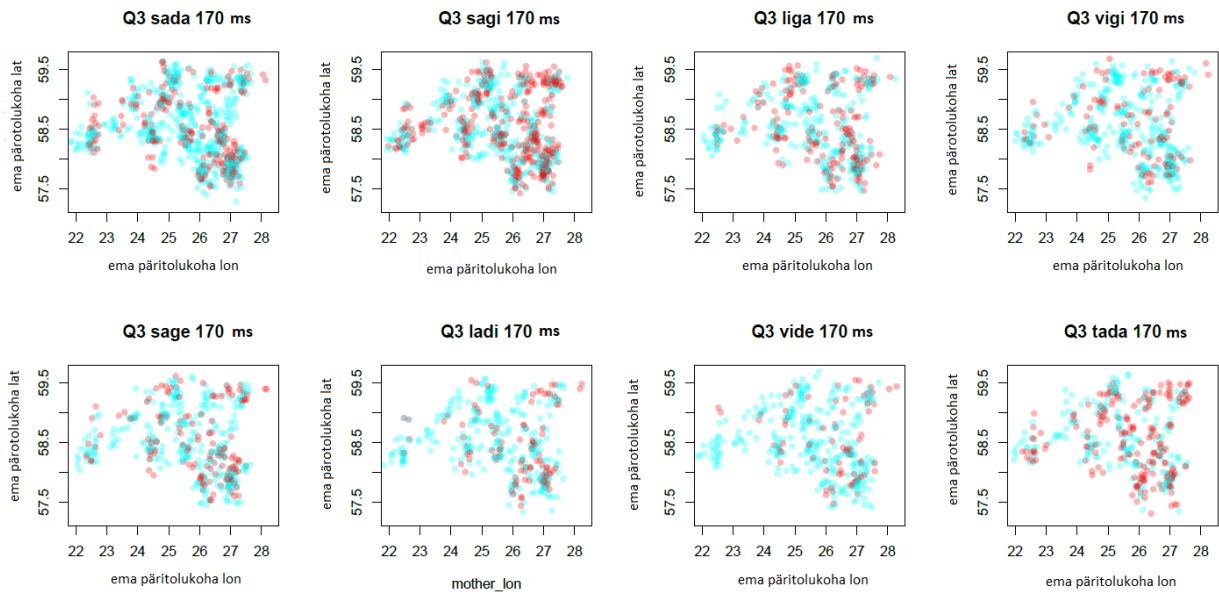 Q3 sada 170 ms
Q3 sagi 170 ms
Q3 liga 170 ms
Q3 vigi 170 ms
ema pärotolukoha lat
57.5 58.5 59.5
22 23 24 25 26 27 28
ema päritolukoha lon
ema pärotolukoha lat
57.5 58.5 59.5
22 23 24 25 26 27 28
ema päritolukoha lon
ema pärotolukoha lat
57.5 58.5 59.5
22 23 24 25 26 27 28
ema päritolukoha lon
ema pärotolukoha lat
57.5 58.5 59.5
22 23 24 25 26 27 28
ema päritolukoha lon
Q3 sage 170 ms
Q3 ladi 170 ms
Q3 vide 170 ms
Q3 tada 170 ms
ema pärotolukoha lat
57.5 58.5 59.5
22 23 24 25 26 27 28
ema päritolukoha lon
ema pärotolukoha lat
57.5 58.5 59.5
22 23 24 25 26 27 28
mother_lon
ema pärotolukoha lat
57.5 58.5 59.5
22 23 24 25 26 27 28
ema päritolukoha lon
ema pärotolukoha lat
57.5 58.5 59.5
22 23 24 25 26 27 28
ema päritolukoha lon